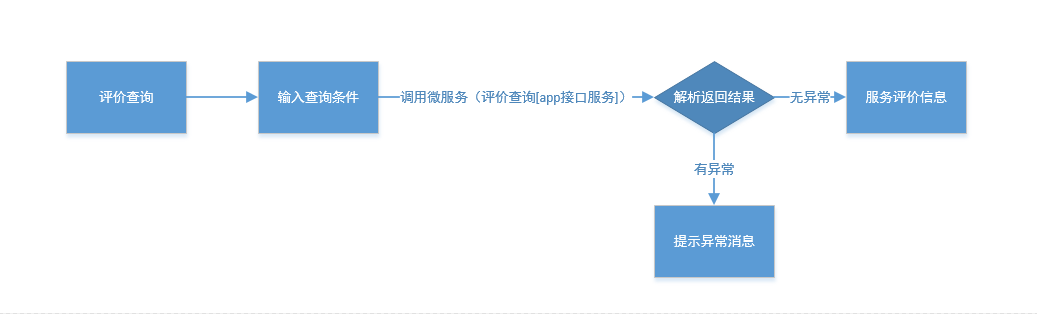 评价查询
输入查询条件
调用微服务（评价查询[app接口服务]）
解析返回结果
无异常
服务评价信息
有异常
提示异常消息